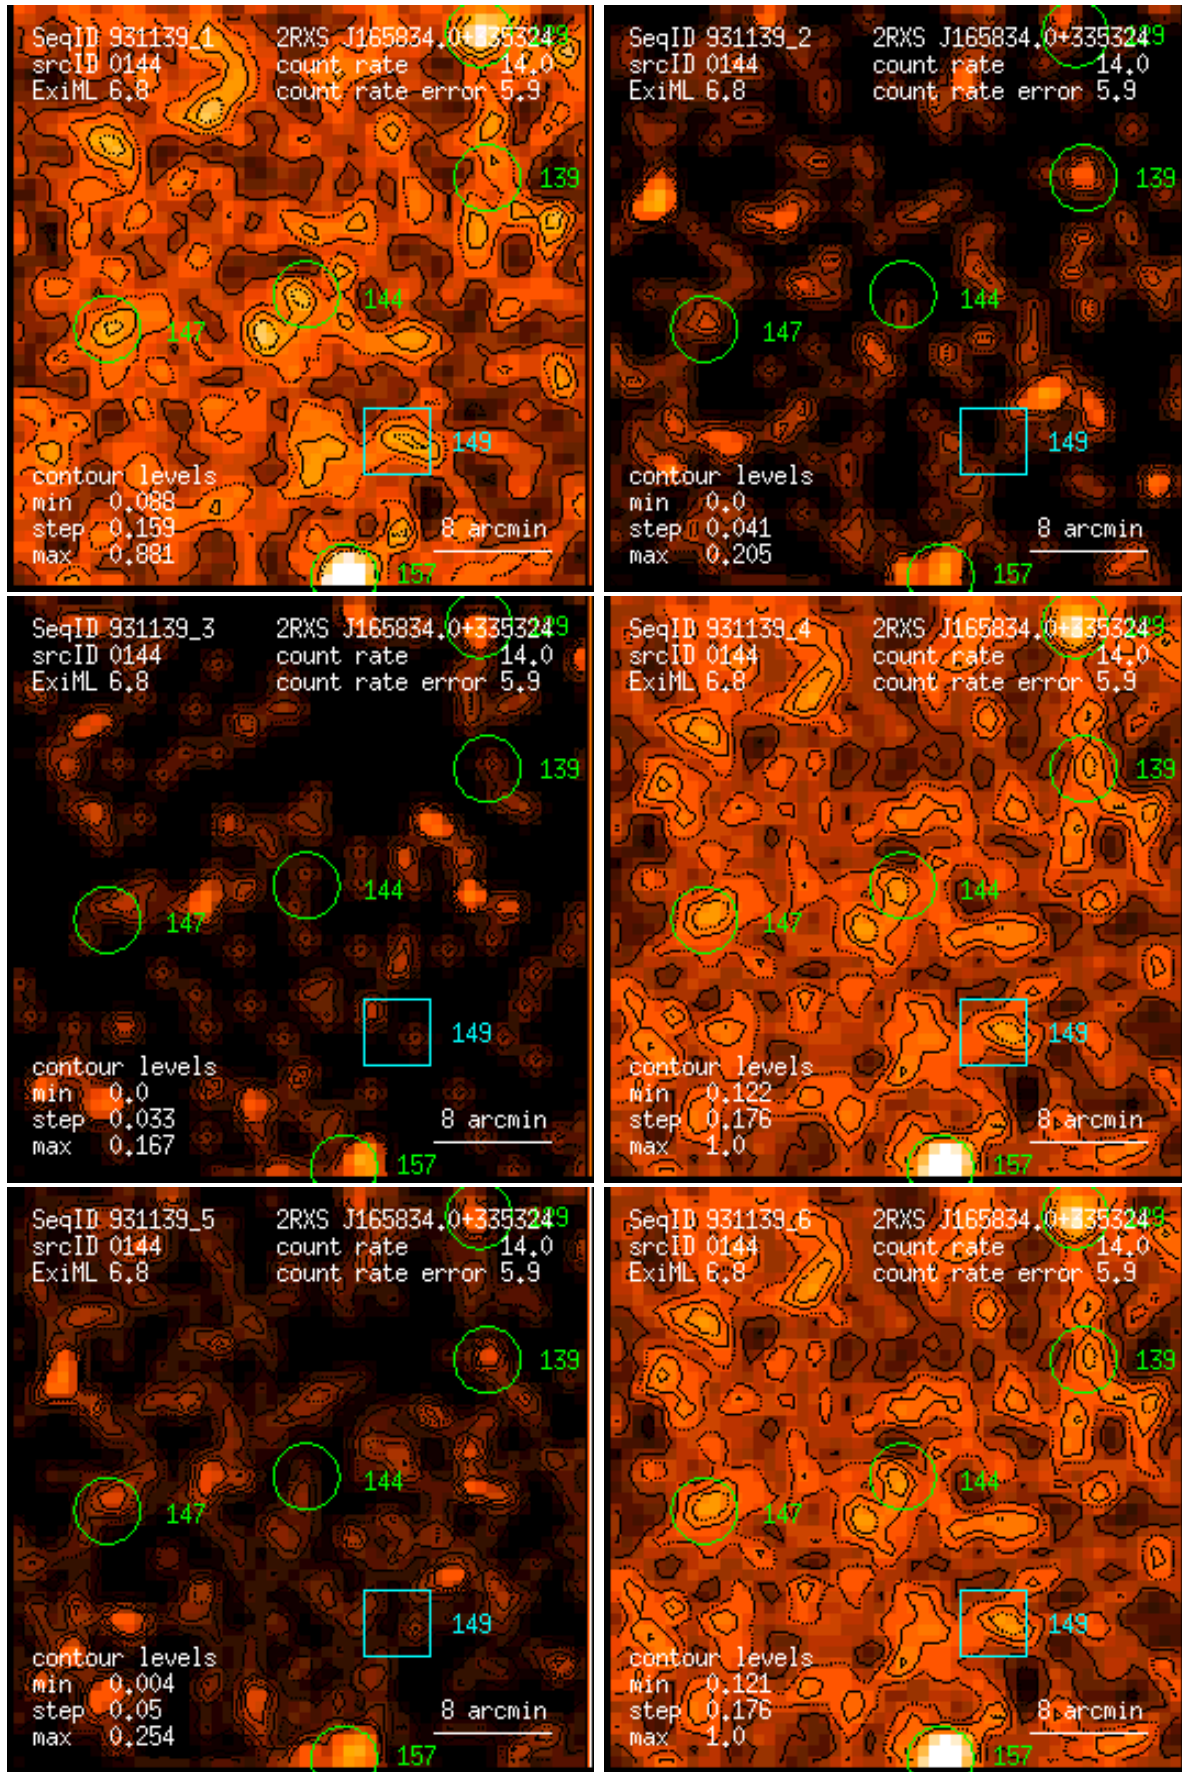 SeqID 931139_1 2RXS J165834.0+335324
srcID 0144 count rate 14.0
ExiML 6.8 count rate error 5.9
139
144
147
149
contour levels
min 0.088
step 0.159 8 arcmin
max 0.881
157
SeqID 931139_2 2RXS J165834.0+335324
srcID 0144 count rate 14.0
ExiML 6.8 count rate error 5.9
139
144
147
149
contour levels
min 0.0
step 0.041 8 arcmin
max 0.205
157
SeqID 931139_3 2RXS J165834.0+335324
srcID 0144 count rate 14.0
ExiML 6.8 count rate error 5.9
139
144
147
149
contour levels
min 0.0
step 0.033 8 arcmin
max 0.167
157
SeqID 931139_4 2RXS J165834.0+335324
srcID 0144 count rate 14.0
ExiML 6.8 count rate error 5.9
139
144
147
149
contour levels
min 0.122
step 0.176 8 arcmin
max 1.0
157
SeqID 931139_5 2RXS J165834.0+335324
srcID 0144 count rate 14.0
ExiML 6.8 count rate error 5.9
139
144
147
149
contour levels
min 0.004
step 0.05 8 arcmin
max 0.254
157
SeqID 931139_6 2RXS J165834.0+335324
srcID 0144 count rate 14.0
ExiML 6.8 count rate error 5.9
139
144
147
149
contour levels
min 0.121
step 0.176 8 arcmin
max 1.0
157